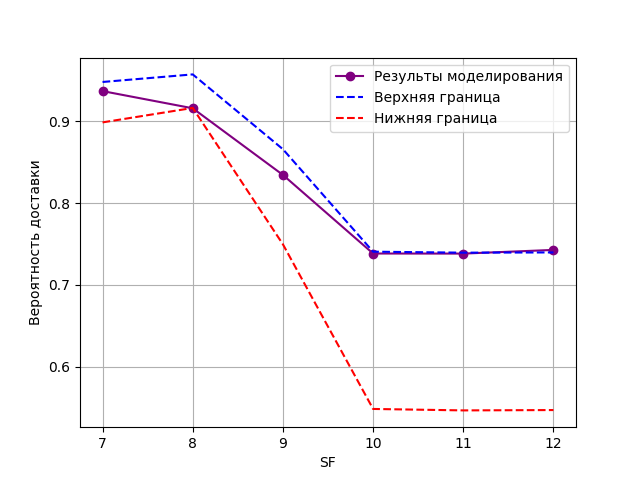 Результы моделирования
Верхняя граница
Нижняя граница
Вероятность доставки
0.9
0.8
0.7
0.6
7 8 9 10 11 12
SF